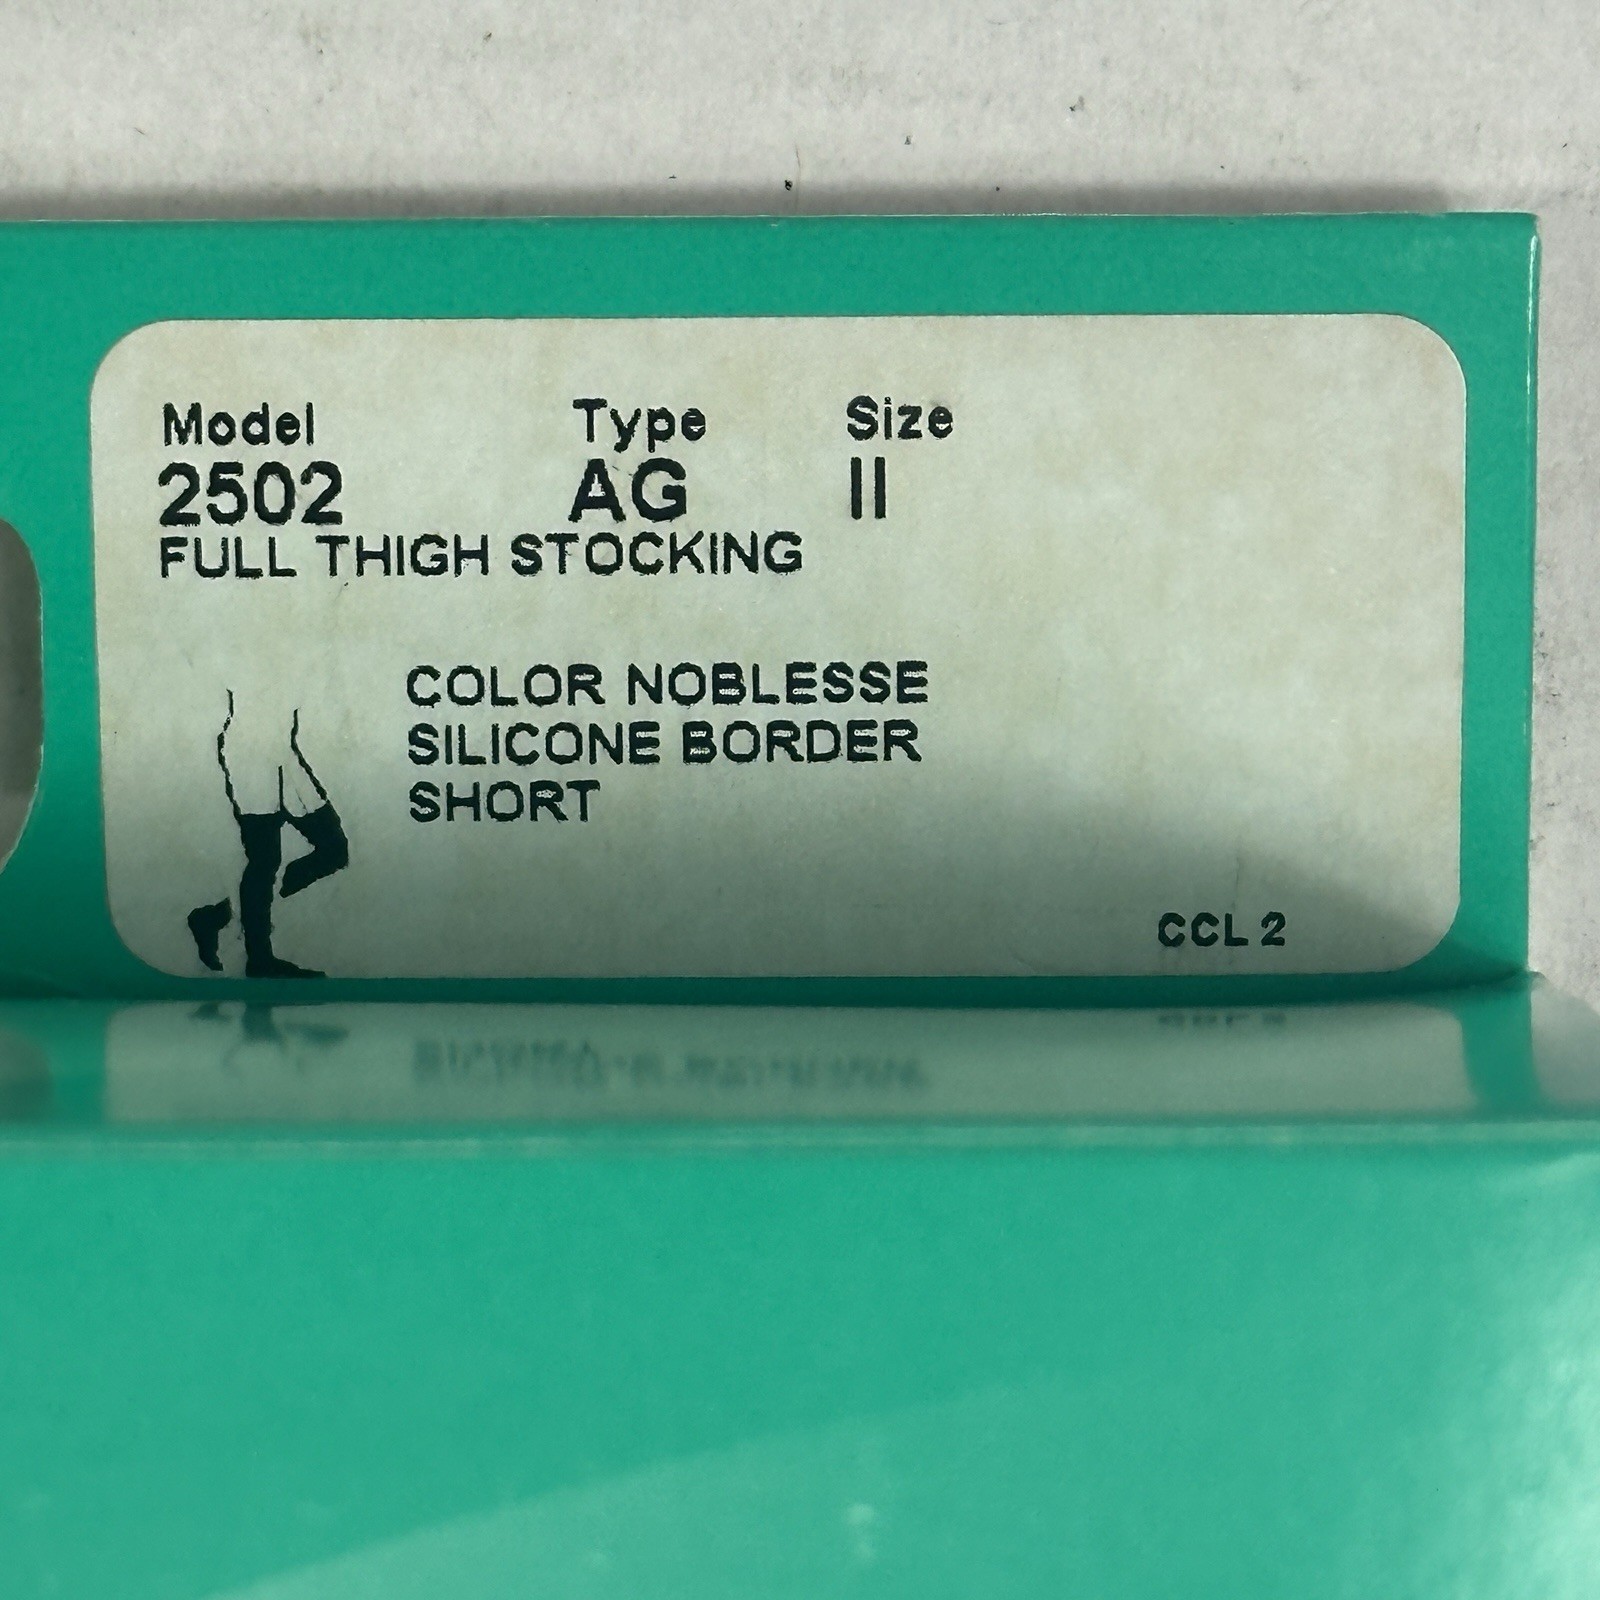 Model Type Size
2502 AG II
FULL THIGH STOCKING
COLOR NOBLESSE
SILICONE BORDER
SHORT
CCL 2